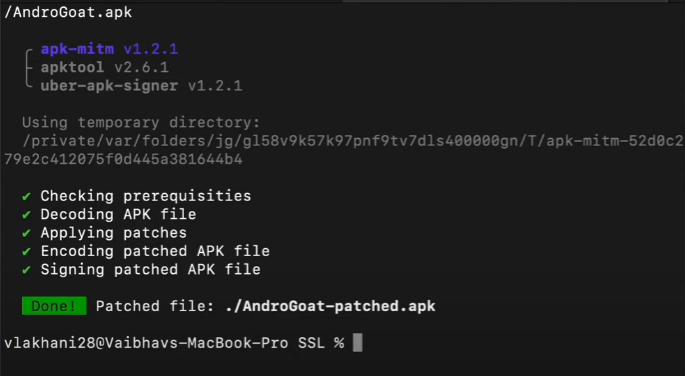 /AndroGoat.apk
apk-mitm v1.2.1
apktool v2.6.1
uber-apk-signer v1.2.1
Using temporary directory:
/private/var/folders/jg/gl58v9k57k97pnf9tv7dls400000gn/T/apk-mitm-52d0c2
79e2c412075f0d445a381644b4
✔ Checking prerequisities
✔ Decoding APK file
✔ Applying patches
✔ Encoding patched APK file
✔ Signing patched APK file
Done! Patched file: ./AndroGoat-patched.apk
vlakhani28@Vaibhavs-MacBook-Pro SSL %